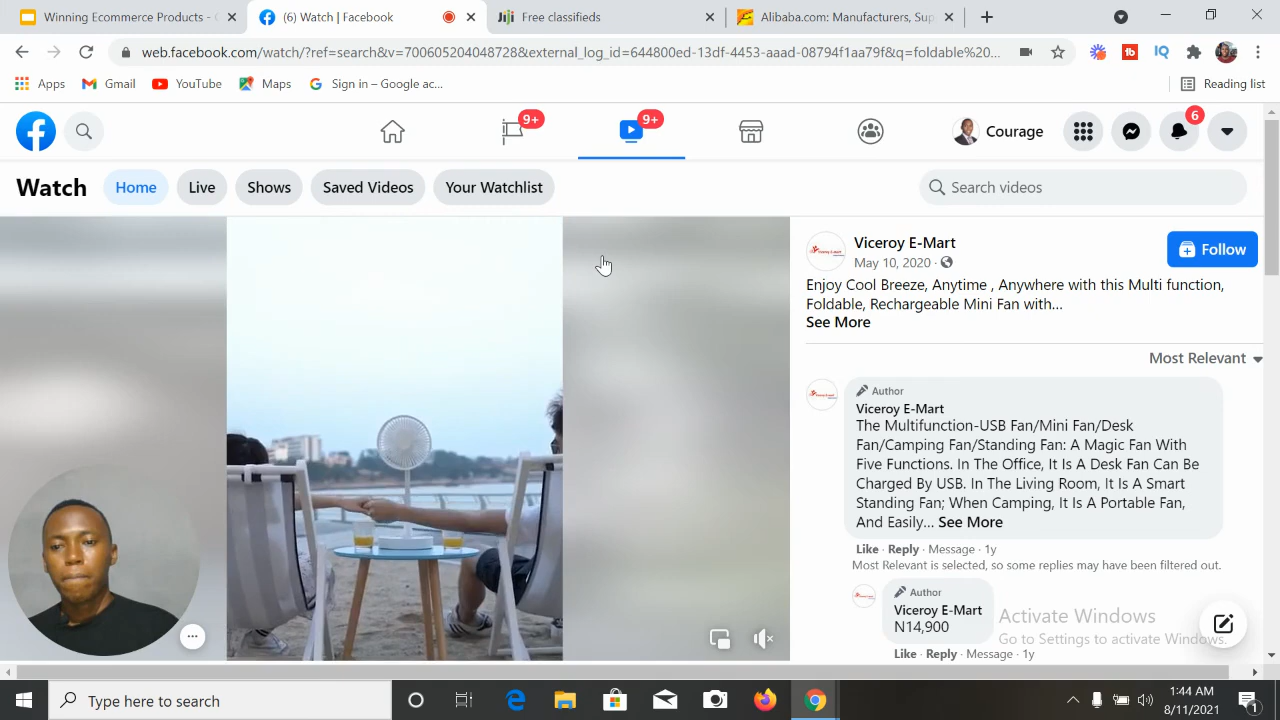 Winning Ecommerce Products -
(6) Watch | Facebook
Free classifieds
Alibaba.com: Manufacturers, Sup
web.facebook.com/watch/?ref=search&v=700605204048728&external_log_id=644800ed-13df-4453-aaad-08794f1aa79f&q=foldable%20...
Apps
Gmail
YouTube
Maps
Sign in – Google ac...
Reading list
9+
9+
Courage
6
Watch
Home
Live
Shows
Saved Videos
Your Watchlist
Search videos
Viceroy E-Mart
May 10, 2020 ·
Follow
Enjoy Cool Breeze, Anytime , Anywhere with this Multi function,
Foldable, Rechargeable Mini Fan with...
See More
Most Relevant
Author
Viceroy E-Mart
The Multifunction-USB Fan/Mini Fan/Desk
Fan/Camping Fan/Standing Fan: A Magic Fan With
Five Functions. In The Office, It Is A Desk Fan Can Be
Charged By USB. In The Living Room, It Is A Smart
Standing Fan; When Camping, It Is A Portable Fan,
And Easily... See More
Like · Reply · Message · 1y
Most Relevant is selected, so some replies may have been filtered out.
Author
Viceroy E-Mart
N14,900
Like · Reply · Message · 1y
Activate Windows
Go to Settings to activate Windows.
Type here to search
1:44 AM
8/11/2021
1